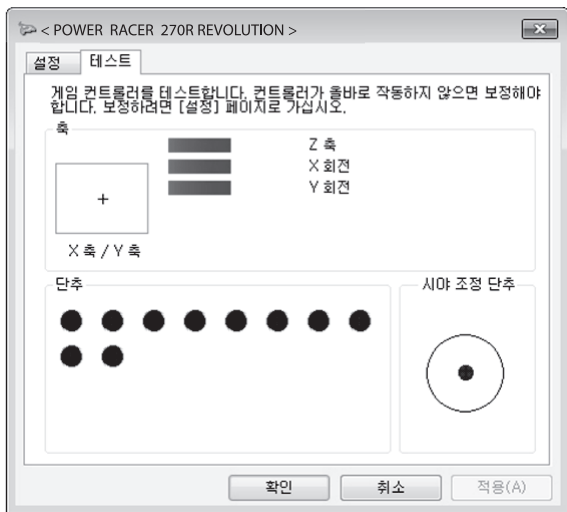 < POWER RACER 270R REVOLUTION >
설정
테스트
게임 컨트롤러를 테스트합니다. 컨트롤러가 올바로 작동하지 않으면 보정해야
합니다. 보정하려면 [설정] 페이지로 가십시오.
축
Z 축
X 회전
Y 회전
X 축 / Y 축
단추
시야 조정 단추
확인
취소
적용(A)